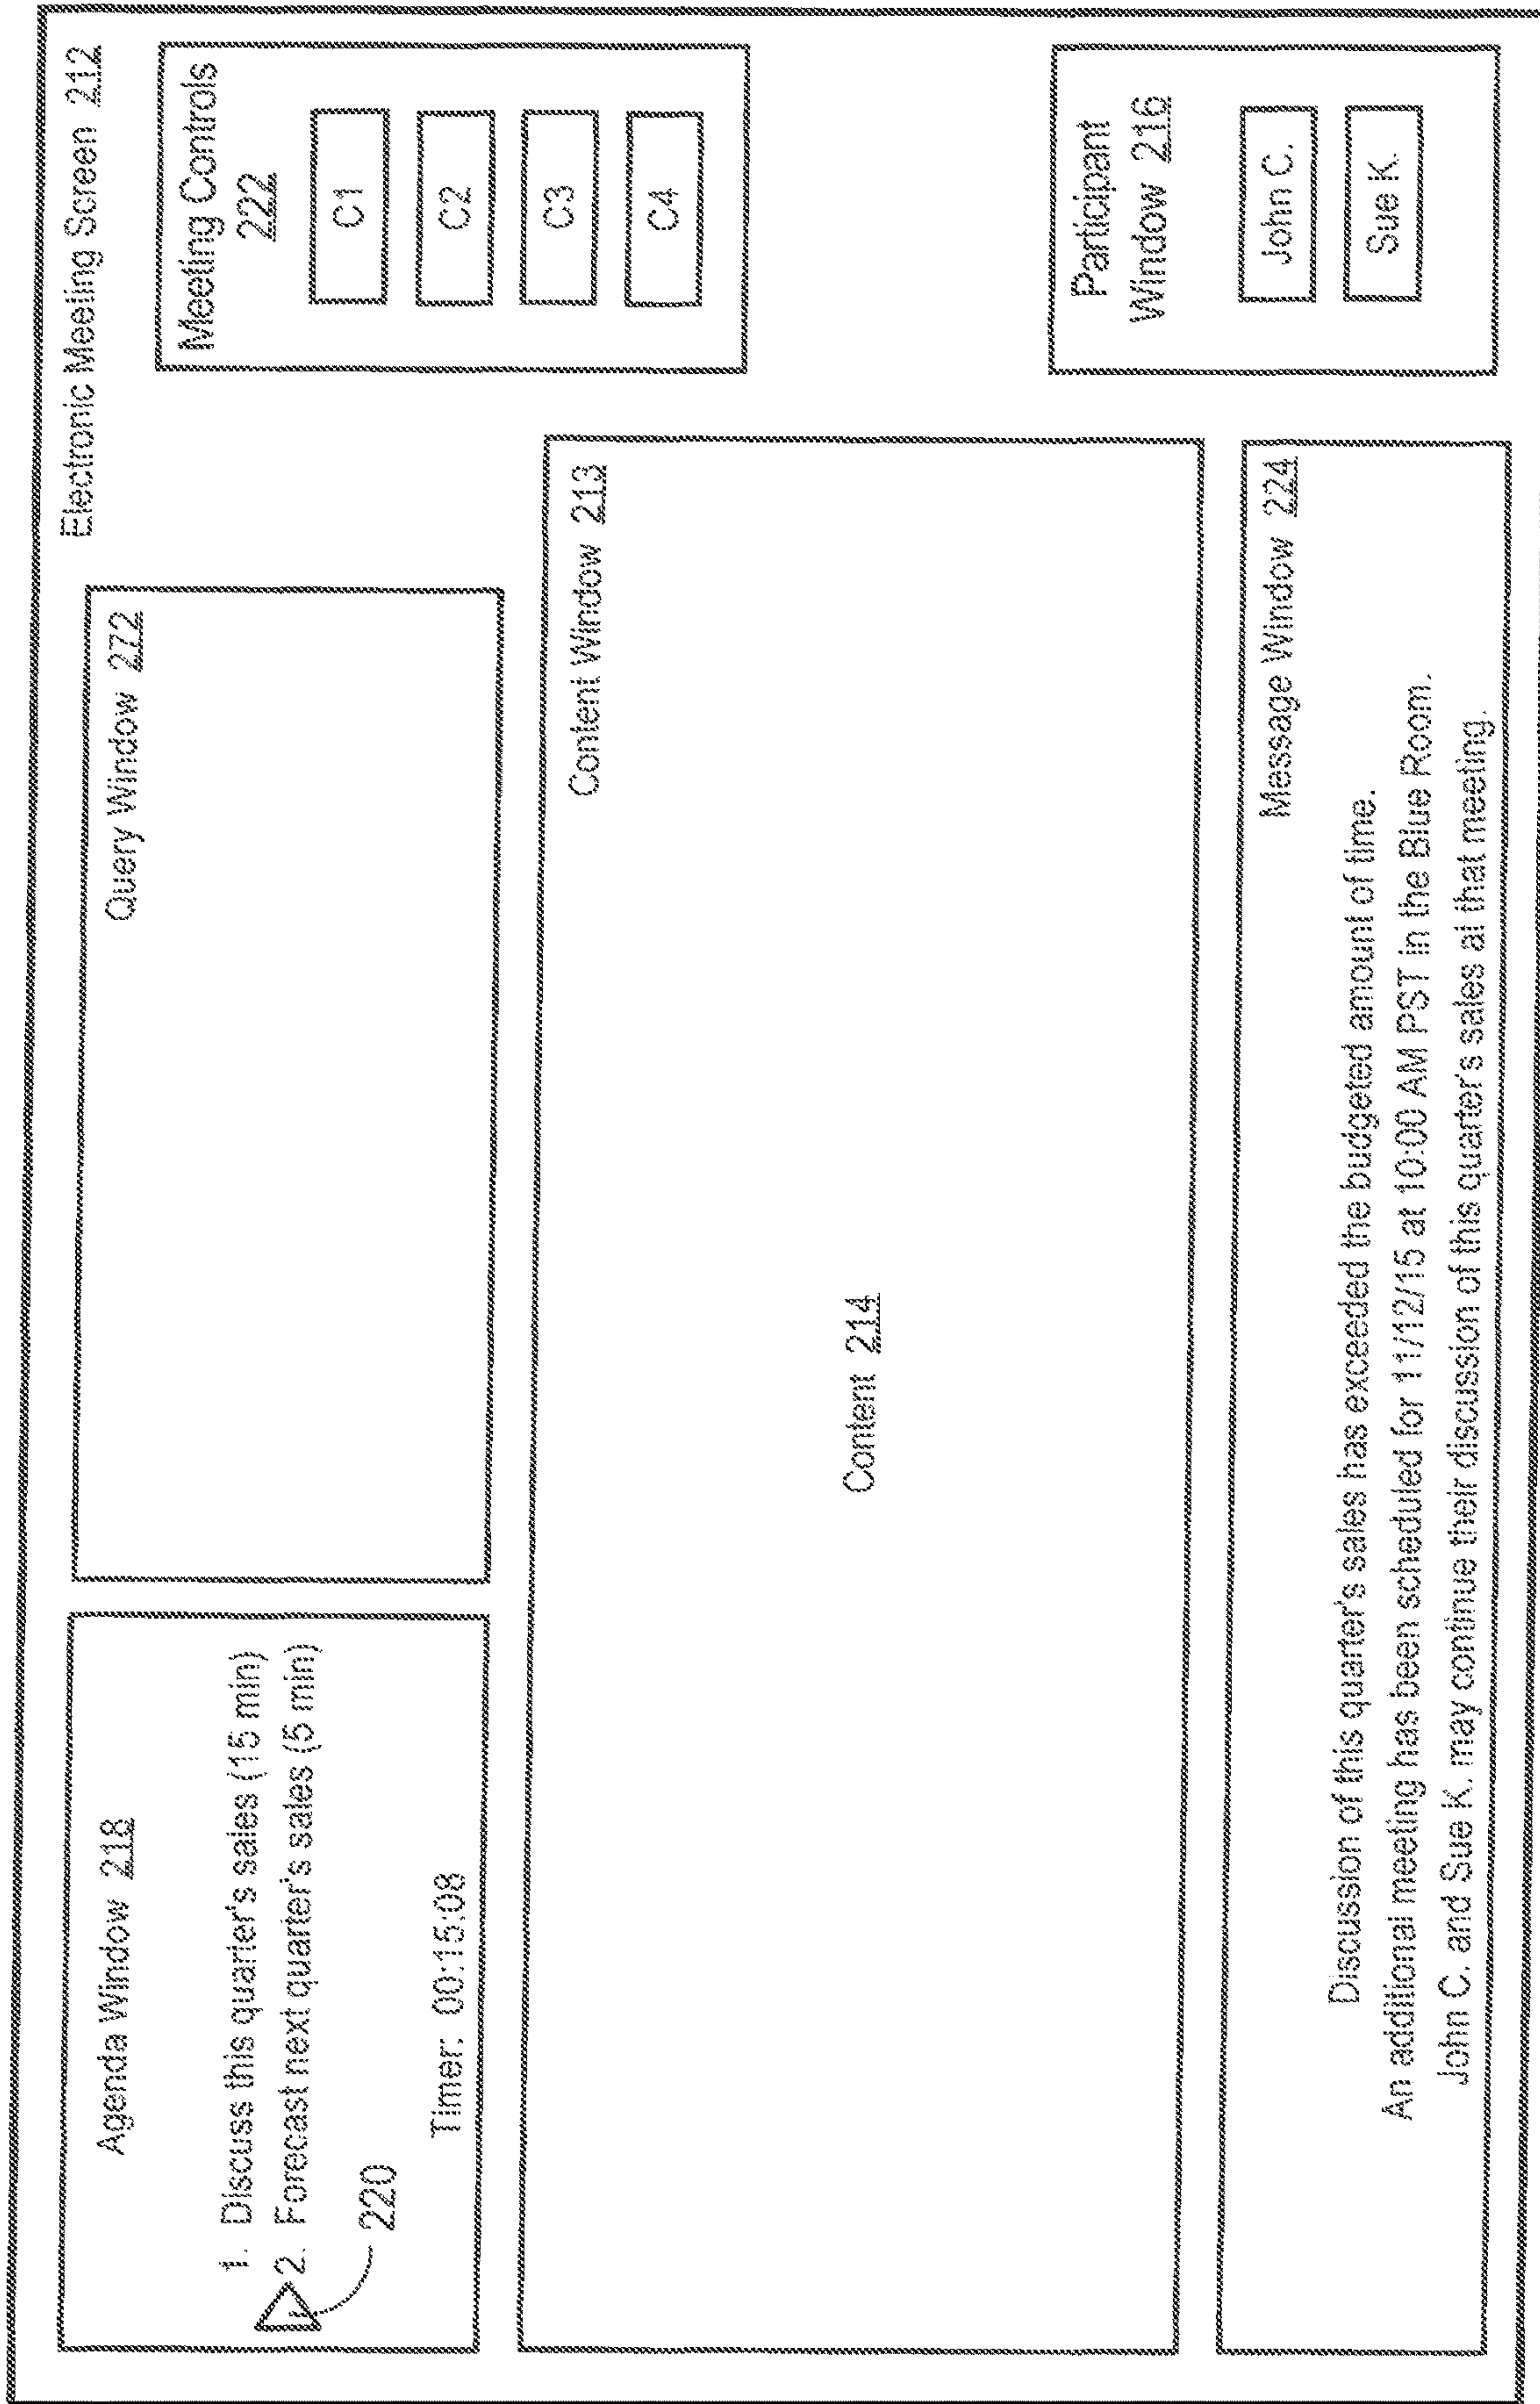 Electronic Meeting Screen 212
Agenda Window 218
1. Discuss this quarter's sales (15 min)
2. Forecast next quarter's sales (5 min)
220
Timer: 00:15:08
Query Window 272
Meeting Controls
222
C1
C2
C3
C4
Content Window 213
Content 214
Participant
Window 216
John C.
Sue K.
Message Window 224
Discussion of this quarter's sales has exceeded the budgeted amount of time.
An additional meeting has been scheduled for 11/12/15 at 10:00 AM PST in the Blue Room.
John C. and Sue K. may continue their discussion of this quarter's sales at that meeting.